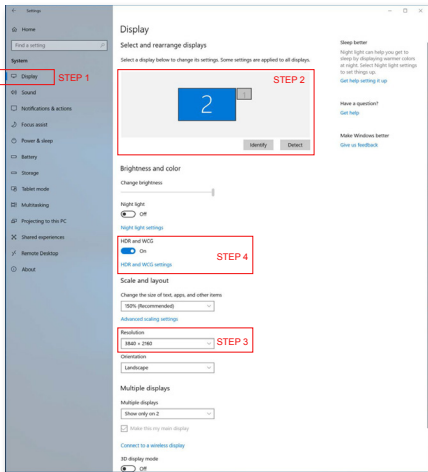 Settings
Home
Find a setting
System
Display
STEP 1
Sound
Notifications & actions
Focus assist
Power & sleep
Battery
Storage
Tablet mode
Multitasking
Projecting to this PC
Shared experiences
Remote Desktop
About
Display
Select and rearrange displays
Select a display below to change its settings. Some settings are applied to all displays.
STEP 2
2
1
Identify
Detect
Brightness and color
Change brightness
Night light
Off
Night light settings
HDR and WCG
On
STEP 4
HDR and WCG settings
Scale and layout
Change the size of text, apps, and other items
150% (Recommended)
Advanced scaling settings
Resolution
3840 × 2160
STEP 3
Orientation
Landscape
Multiple displays
Multiple displays
Show only on 2
Make this my main display
Connect to a wireless display
3D display mode
Off
Sleep better
Night light can help you get to
sleep by displaying warmer colors
at night. Select Night light settings
to set things up.
Get help setting it up
Have a question?
Get help
Make Windows better
Give us feedback